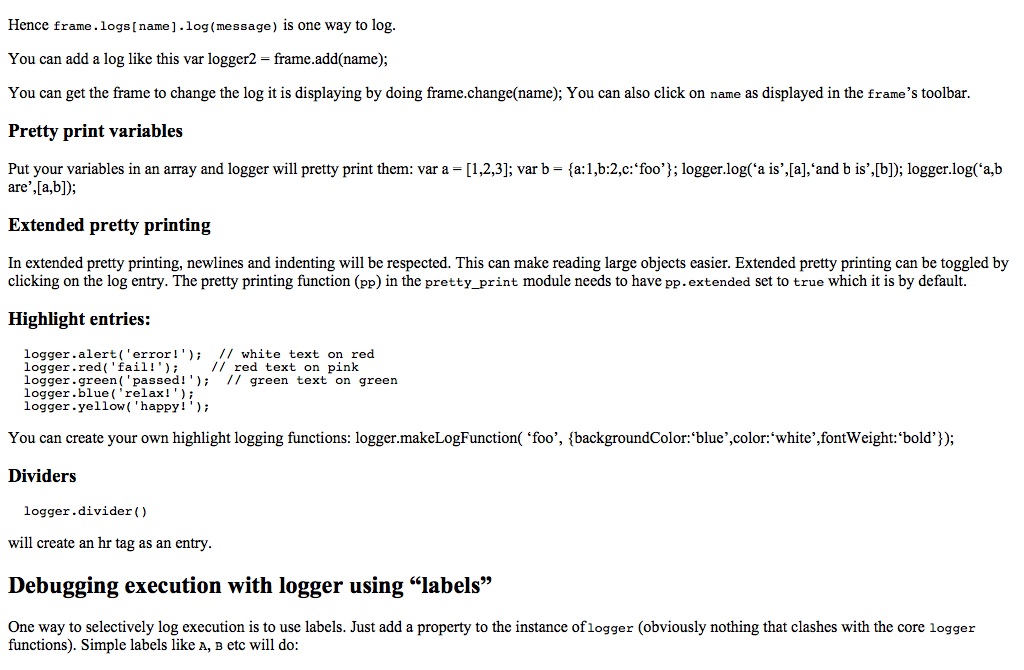 Hence frame.logs[name].log(message) is one way to log.
You can add a log like this var logger2 = frame.add(name);
You can get the frame to change the log it is displaying by doing frame.change(name); You can also click on name as displayed in the frame’s toolbar.
Pretty print variables
Put your variables in an array and logger will pretty print them: var a = [1,2,3]; var b = {a:1,b:2,c:‘foo’}; logger.log(‘a is’,[a],‘and b is’,[b]); logger.log(‘a,b
are’,[a,b]);
Extended pretty printing
In extended pretty printing, newlines and indenting will be respected. This can make reading large objects easier. Extended pretty printing can be toggled by
clicking on the log entry. The pretty printing function (pp) in the pretty_print module needs to have pp.extended set to true which it is by default.
Highlight entries:
logger.alert('error!');  // white text on red
logger.red('fail!');    // red text on pink
logger.green('passed!');  // green text on green
logger.blue('relax!');
logger.yellow('happy!');
You can create your own highlight logging functions: logger.makeLogFunction( ‘foo’, {backgroundColor:‘blue’,color:‘white’,fontWeight:‘bold’});
Dividers
logger.divider()
will create an hr tag as an entry.
Debugging execution with logger using “labels”
One way to selectively log execution is to use labels. Just add a property to the instance of logger (obviously nothing that clashes with the core logger
functions). Simple labels like A, B etc will do: